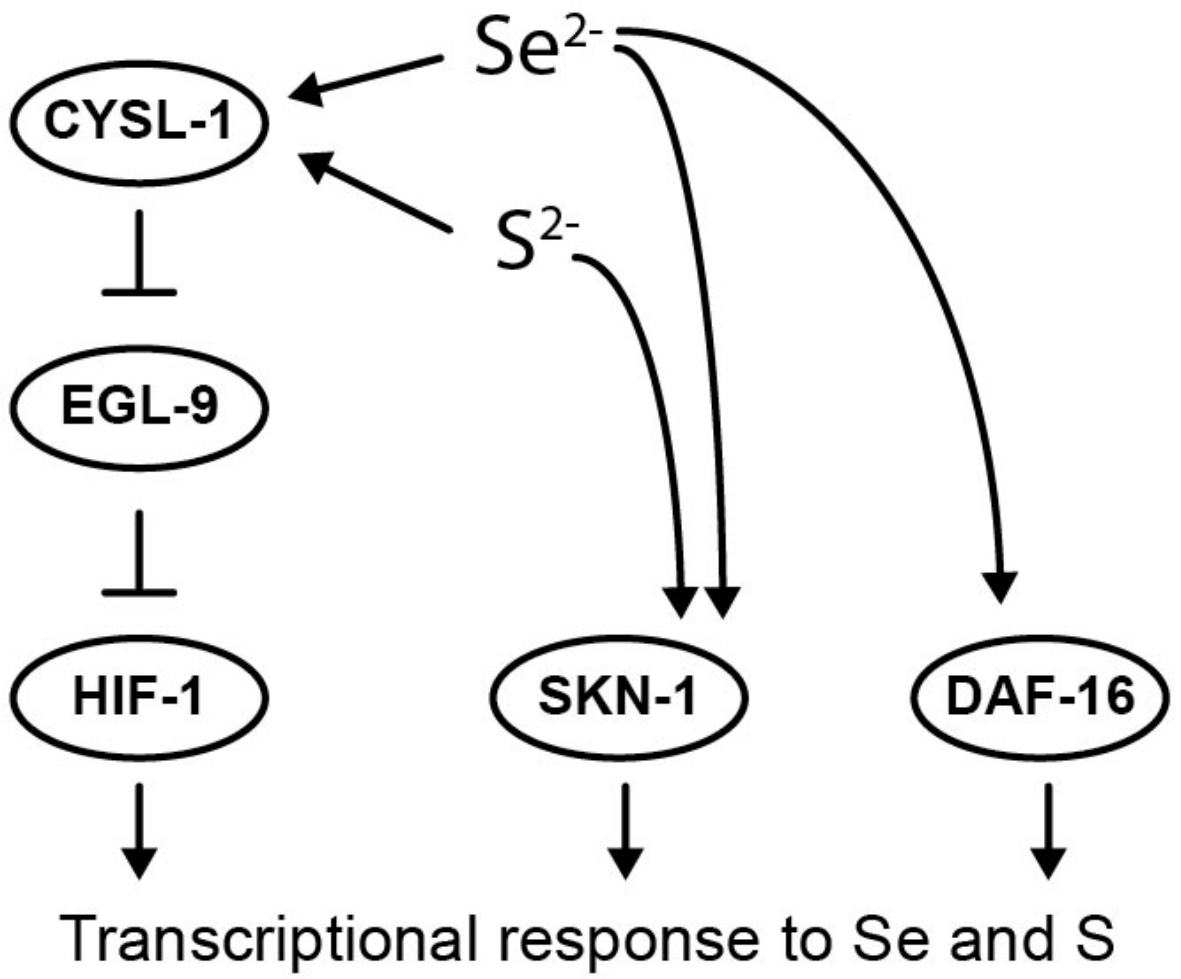 Se²⁻
CYSL-1
S²⁻
EGL-9
HIF-1
SKN-1
DAF-16
Transcriptional response to Se and S